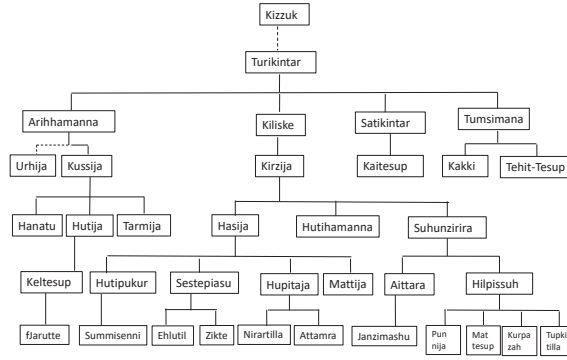 Kizzuk
Turikintar
Arihhamanna
Kiliske
Satikintar
Tumsimana
Urhija
Kussija
Kirzija
Kaitesup
Kakki
Tehit-Tesup
Hanatu
Hutija
Tarmija
Hasija
Hutihamanna
Suhunzirira
Keltesup
Hutipukur
Sestepiasu
Hupitaja
Mattija
Aittara
Hilpissuh
fJarutte
Summisenni
Ehlutil
Zikte
Nirartilla
Attamra
Janzimashu
Pun
nija
Mat
tesup
Kurpa
zah
Tupki
tilla